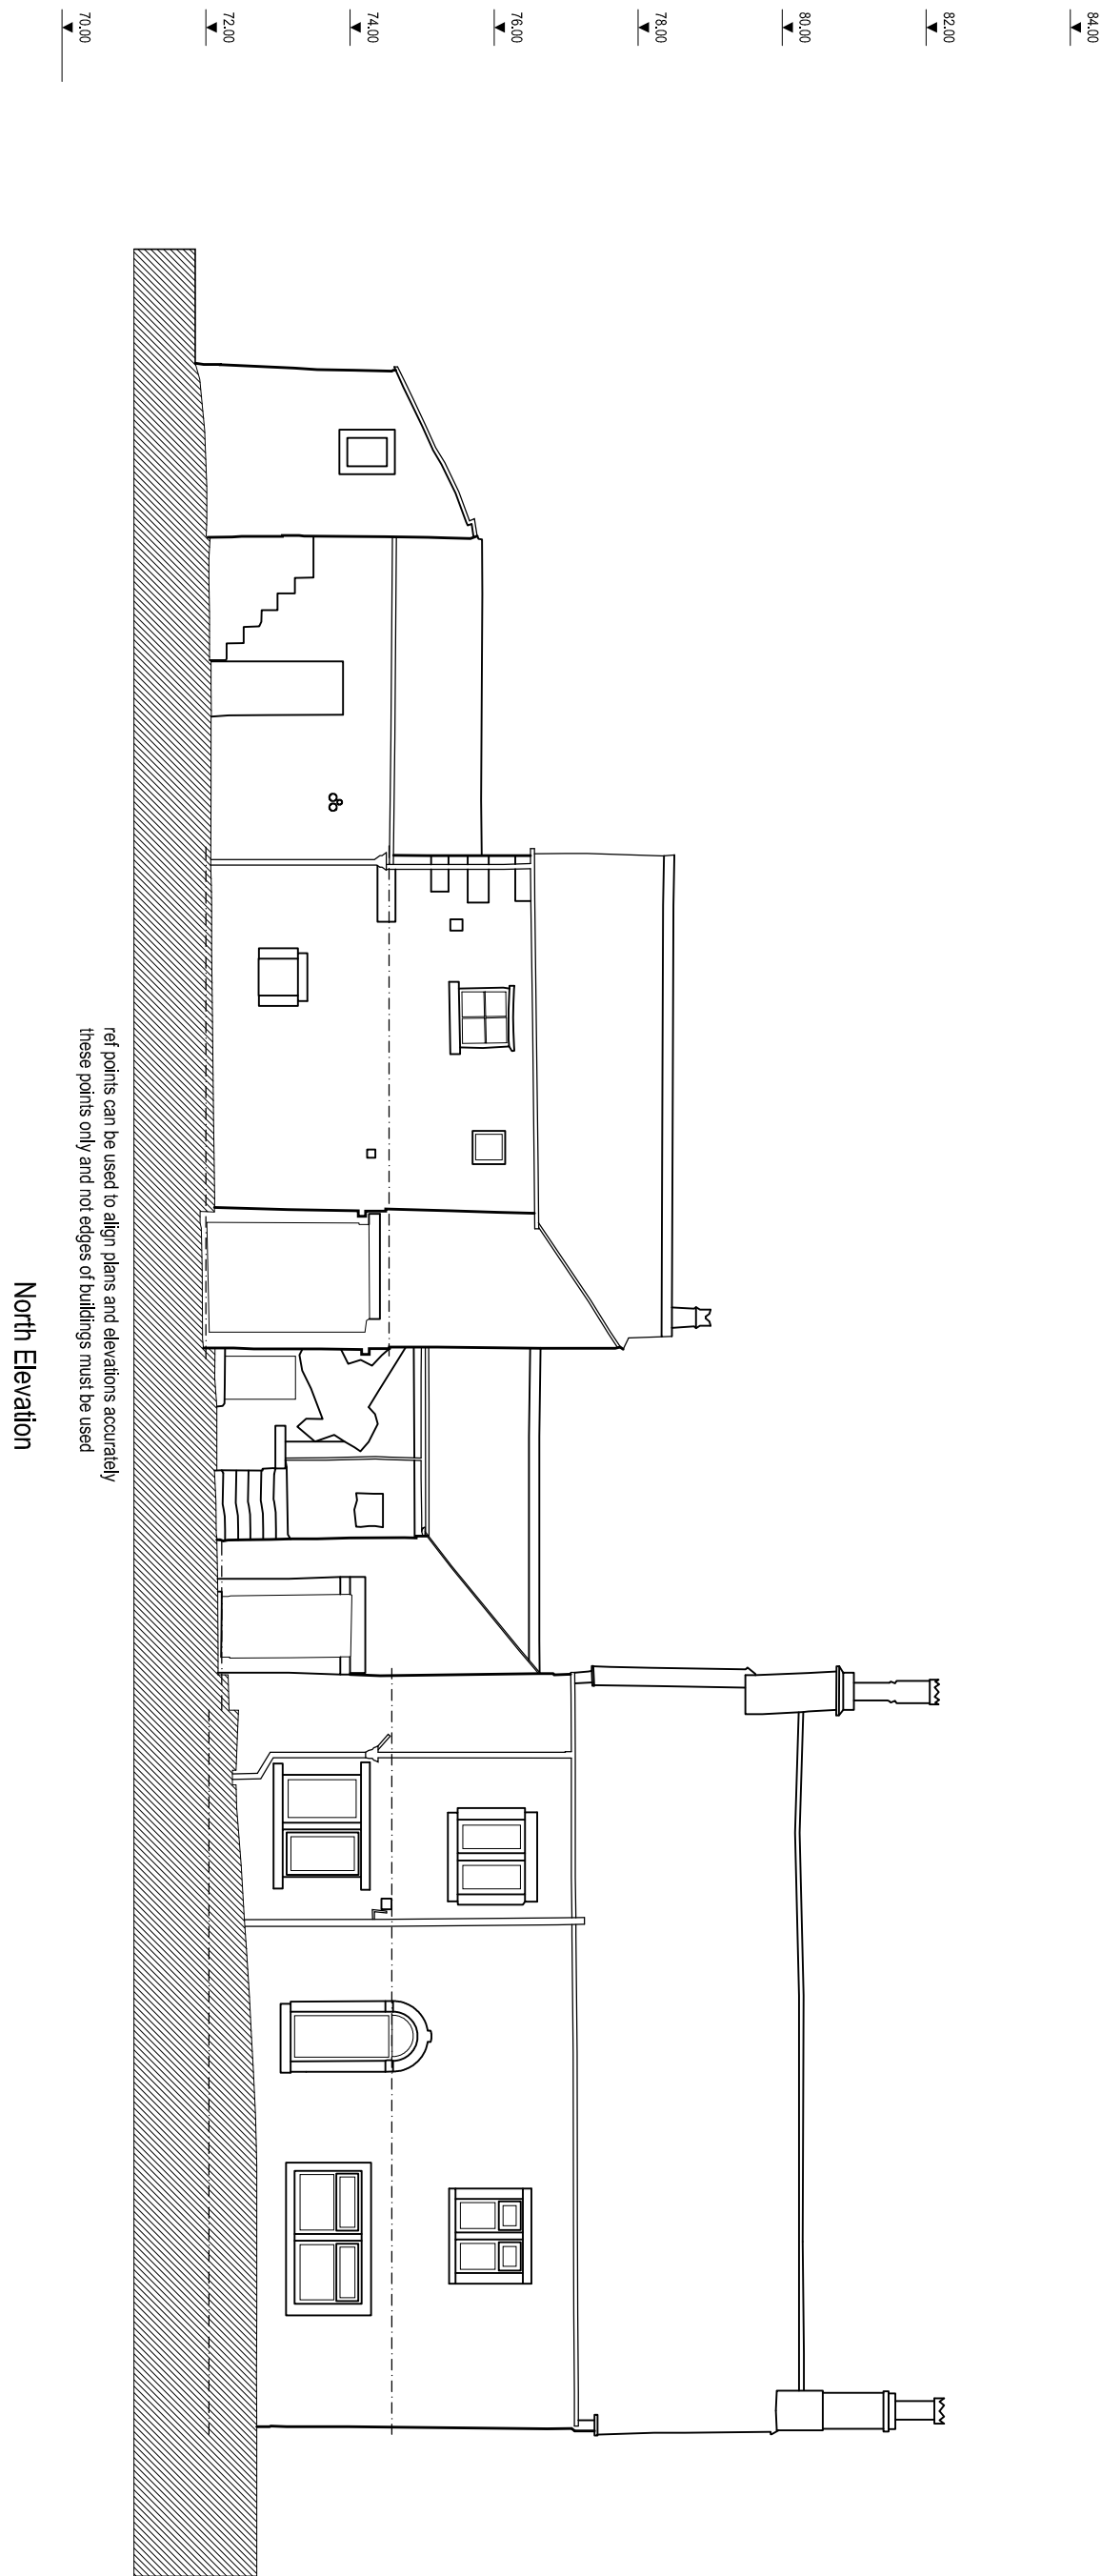 84.00
82.00
80.00
78.00
76.00
74.00
72.00
70.00
ref points can be used to align plans and elevations accurately
these points only and not edges of buildings must be used
North Elevation